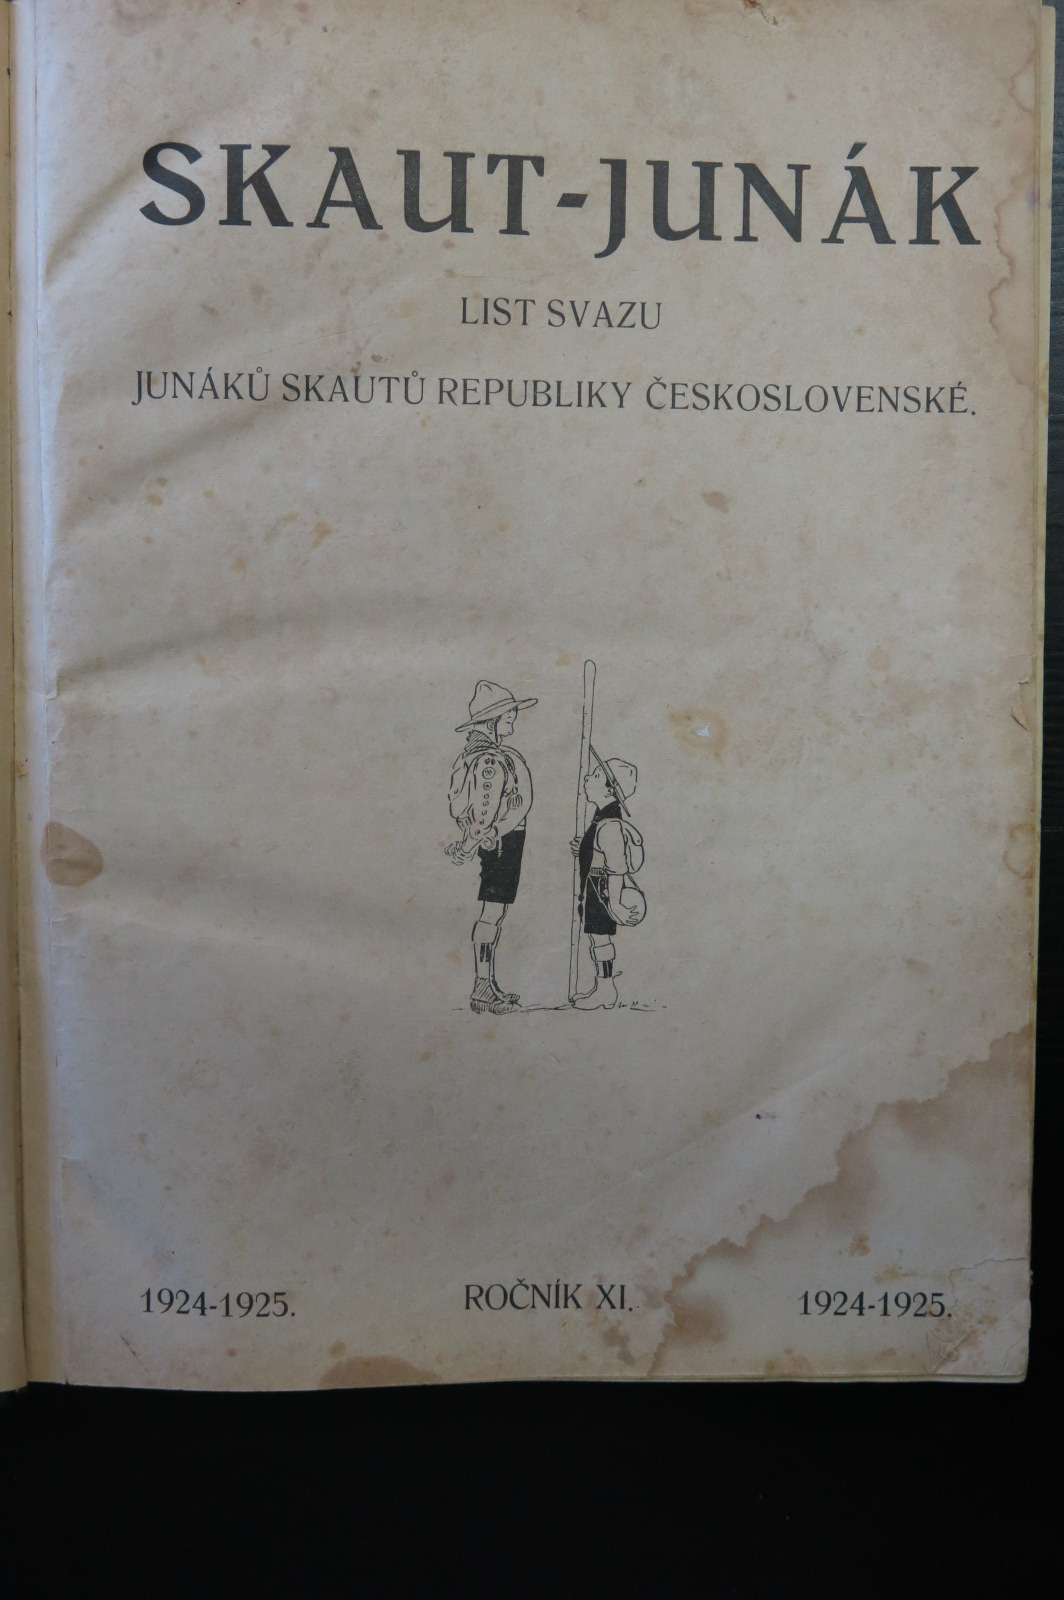 SKAUT-JUNÁK
LIST SVAZU
JUNÁKŮ SKAUTŮ REPUBLIKY ČESKOSLOVENSKÉ.
1924-1925. ROČNÍK XI. 1924-1925.